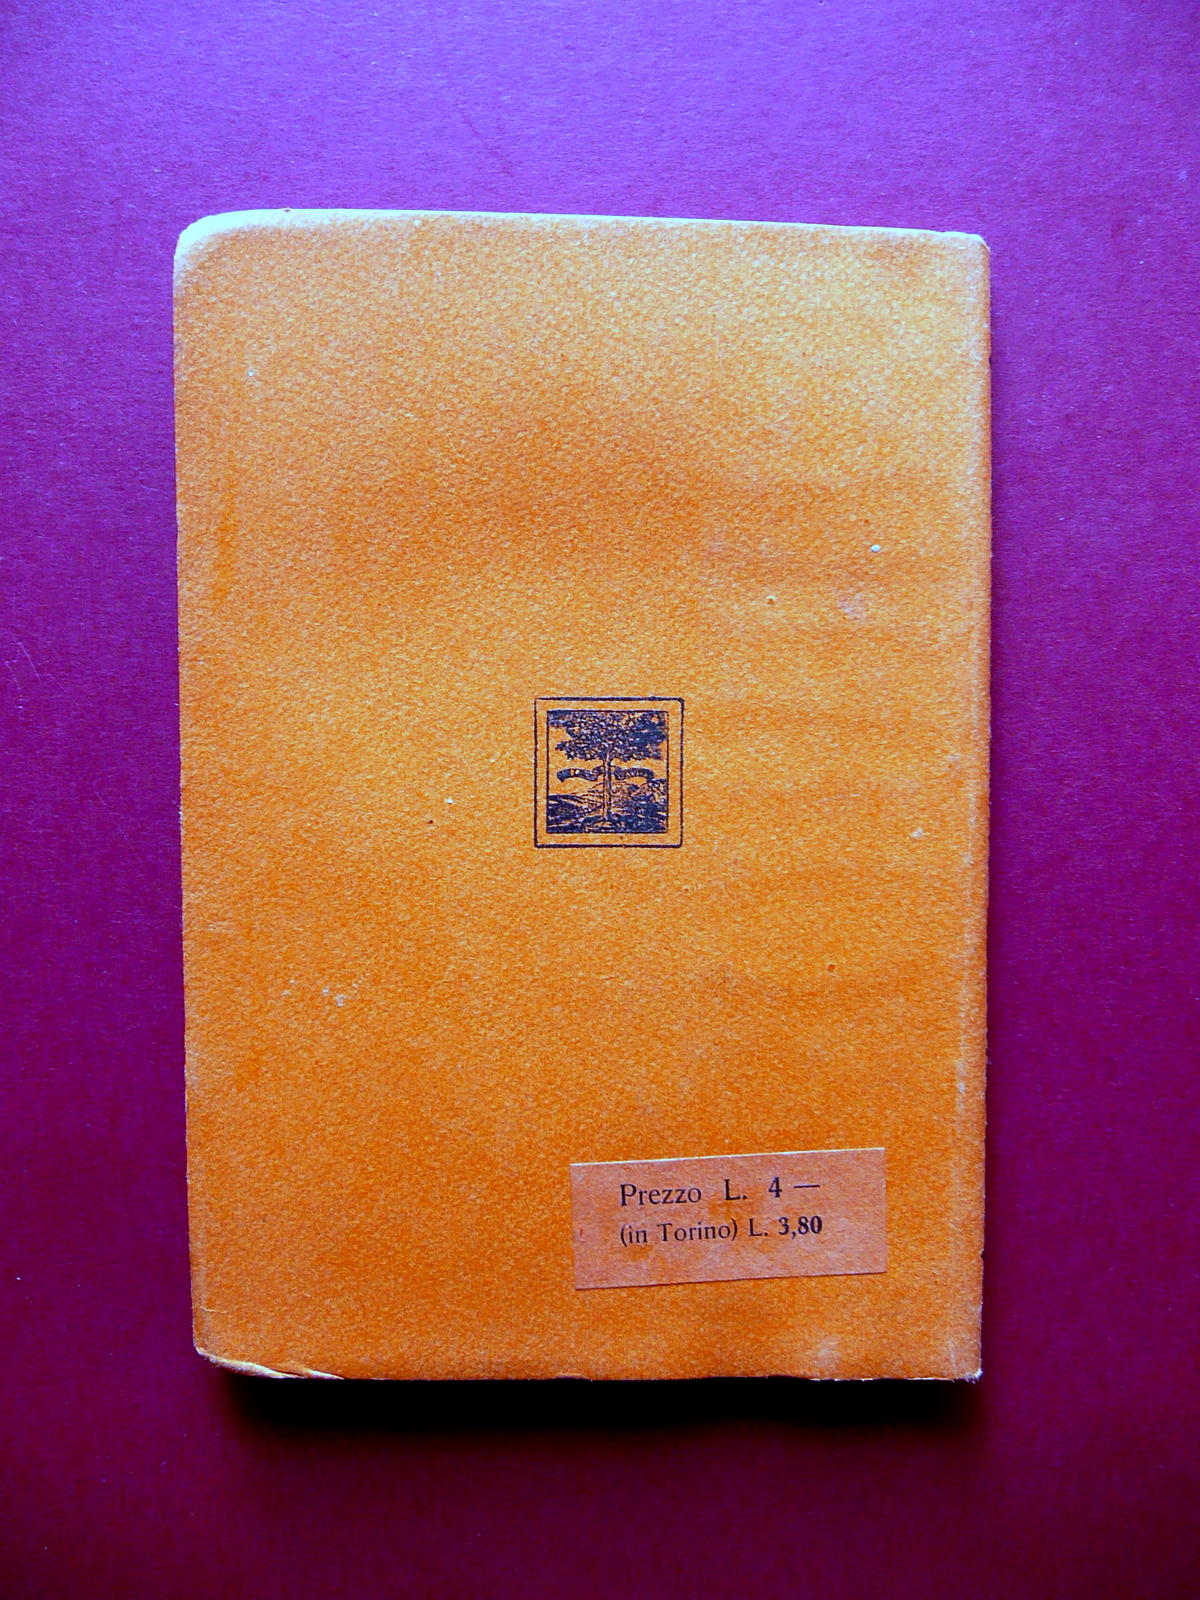 Prezzo L. 4 —
(in Torino) L. 3,80